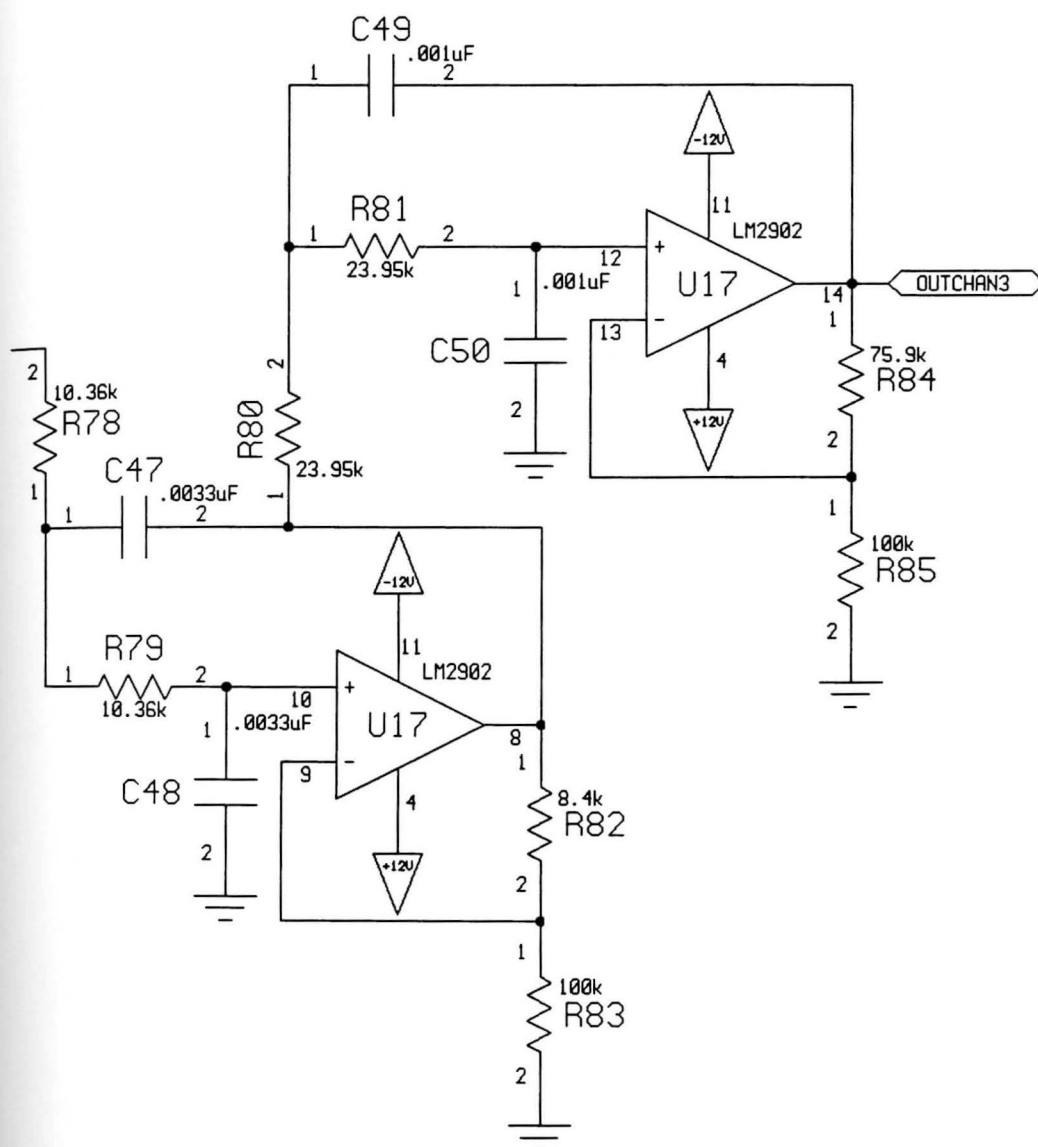 C49
.001uF
1 2
-12V
11
R81
LM2902
1 2
23.95k
12
+
.001uF
1
U17
14
OUTCHAN3
13
-
C50
1
4
75.9k
R84
2
10.36k
R78
2
R80
2
+12V
2
23.95k
C47
.0033uF
1
1
1 2
1
100k
R85
-12V
2
11
R79
LM2902
1 2
10.36k
10
+
.0033uF
1
U17
8
9
-
C48
1
4
8.4k
R82
2
+12V
2
1
100k
R83
2